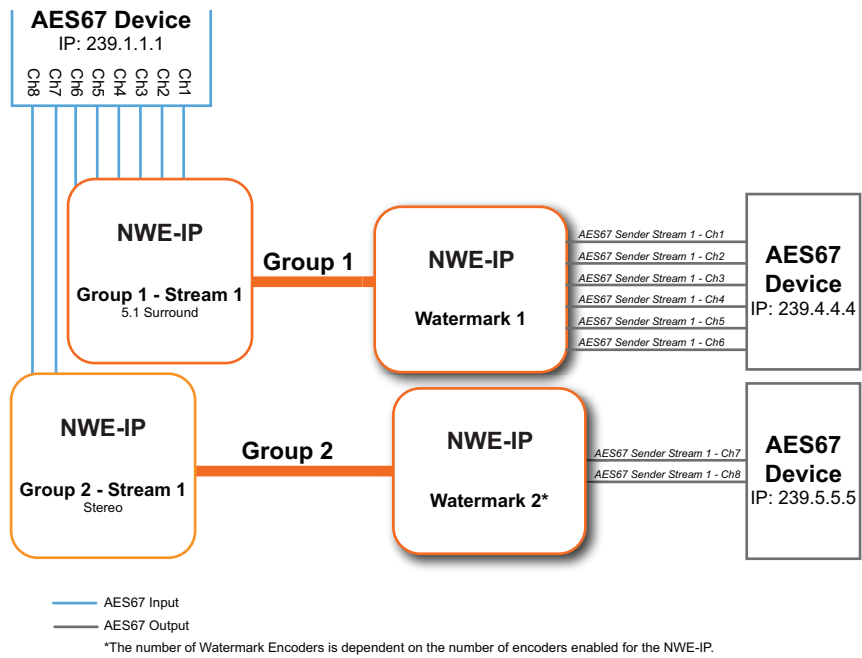 AES67 Device
IP: 239.1.1.1
Ch8
Ch7
Ch6
Ch5
Ch4
Ch3
Ch2
Ch1
NWE-IP
Group 1 - Stream 1
5.1 Surround
Group 1
NWE-IP
Watermark 1
AES67 Sender Stream 1 - Ch1
AES67 Sender Stream 1 - Ch2
AES67 Sender Stream 1 - Ch3
AES67 Sender Stream 1 - Ch4
AES67 Sender Stream 1 - Ch5
AES67 Sender Stream 1 - Ch6
AES67
Device
IP: 239.4.4.4
NWE-IP
Group 2 - Stream 1
Stereo
Group 2
NWE-IP
Watermark 2*
AES67 Sender Stream 1 - Ch7
AES67 Sender Stream 1 - Ch8
AES67
Device
IP: 239.5.5.5
AES67 Input
AES67 Output
*The number of Watermark Encoders is dependent on the number of encoders enabled for the NWE-IP.